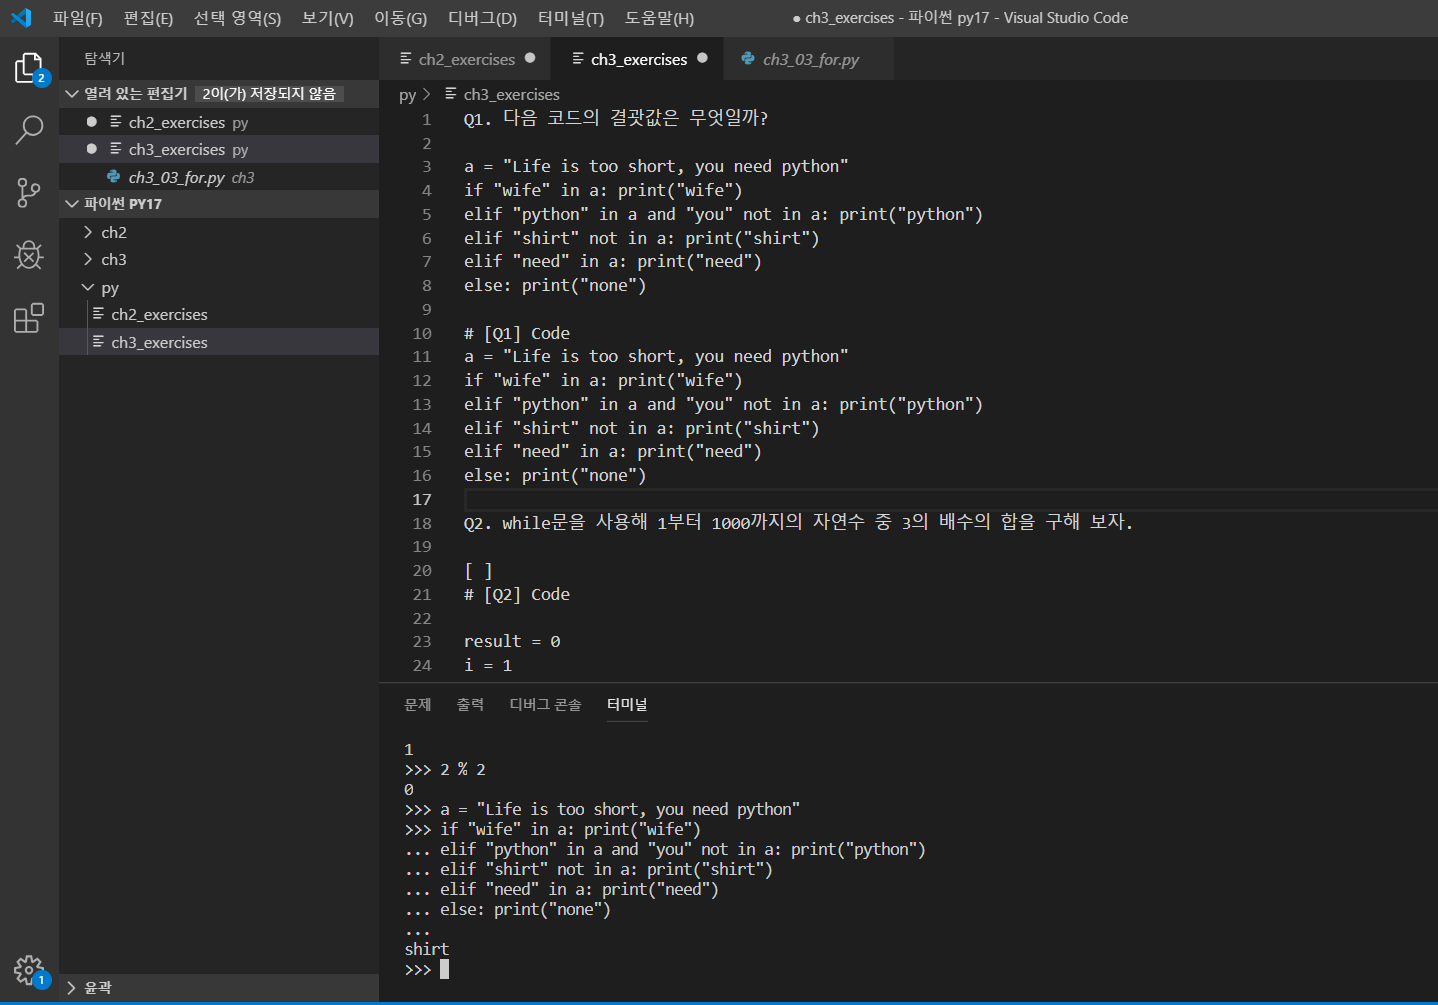 파일(F) 편집(E) 선택 영역(S) 보기(V) 이동(G) 디버그(D) 터미널(T) 도움말(H) ● ch3_exercises - 파이썬 py17 - Visual Studio Code
탐색기
열려 있는 편집기 2이(가) 저장되지 않음
ch2_exercises py
ch3_exercises py
ch3_03_for.py ch3
파이썬 PY17
ch2
ch3
py
ch2_exercises
ch3_exercises
윤곽
2
1
ch2_exercises ch3_exercises ch3_03_for.py
py > ch3_exercises
1 Q1. 다음 코드의 결괏값은 무엇일까?
2
3 a = "Life is too short, you need python"
4 if "wife" in a: print("wife")
5 elif "python" in a and "you" not in a: print("python")
6 elif "shirt" not in a: print("shirt")
7 elif "need" in a: print("need")
8 else: print("none")
9
10 # [Q1] Code
11 a = "Life is too short, you need python"
12 if "wife" in a: print("wife")
13 elif "python" in a and "you" not in a: print("python")
14 elif "shirt" not in a: print("shirt")
15 elif "need" in a: print("need")
16 else: print("none")
17
18 Q2. while문을 사용해 1부터 1000까지의 자연수 중 3의 배수의 합을 구해 보자.
19
20 [ ]
21 # [Q2] Code
22
23 result = 0
24 i = 1
문제 출력 디버그 콘솔 터미널
1
>>> 2 % 2
0
>>> a = "Life is too short, you need python"
>>> if "wife" in a: print("wife")
... elif "python" in a and "you" not in a: print("python")
... elif "shirt" not in a: print("shirt")
... elif "need" in a: print("need")
... else: print("none")
...
shirt
>>>